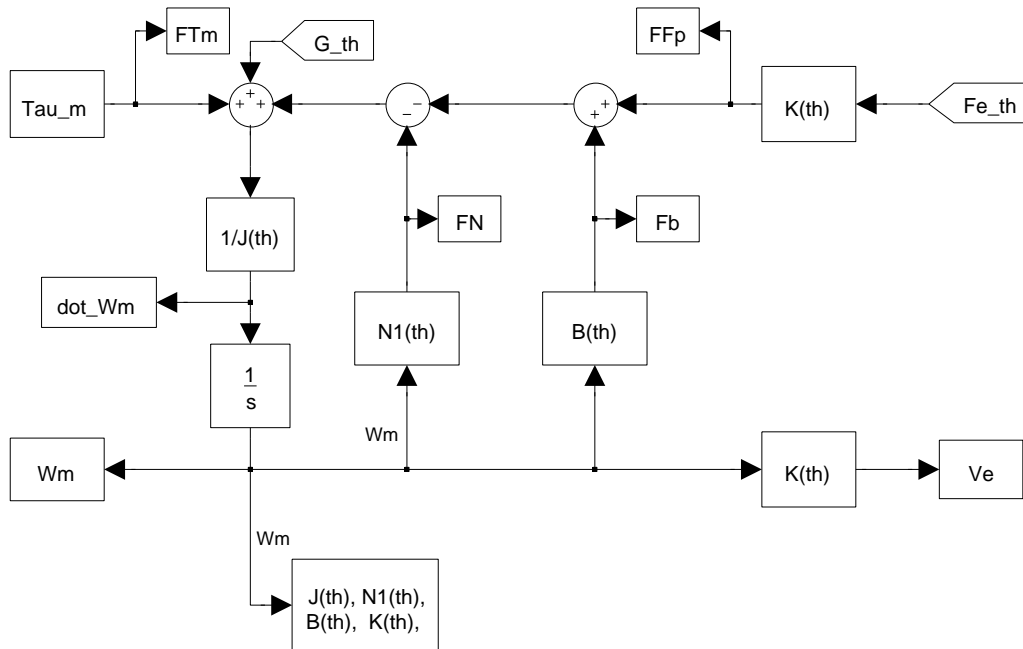 FTm
G_th
FFp
Tau_m
+
+
+
−
−
+
+
K(th)
Fe_th
1/J(th)
FN
Fb
dot_Wm
N1(th)
B(th)
1
s
Wm
Wm
K(th)
Ve
Wm
J(th), N1(th),
B(th), K(th),